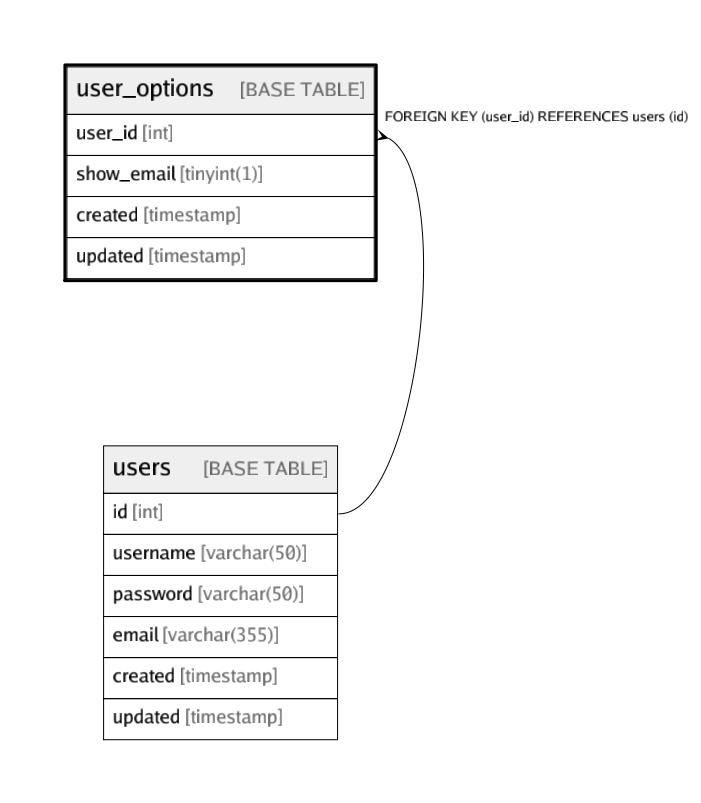 user_options [BASE TABLE]
FOREIGN KEY (user_id) REFERENCES users (id)
user_id [int]
show_email [tinyint(1)]
created [timestamp]
updated [timestamp]
users [BASE TABLE]
id [int]
username [varchar(50)]
password [varchar(50)]
email [varchar(355)]
created [timestamp]
updated [timestamp]